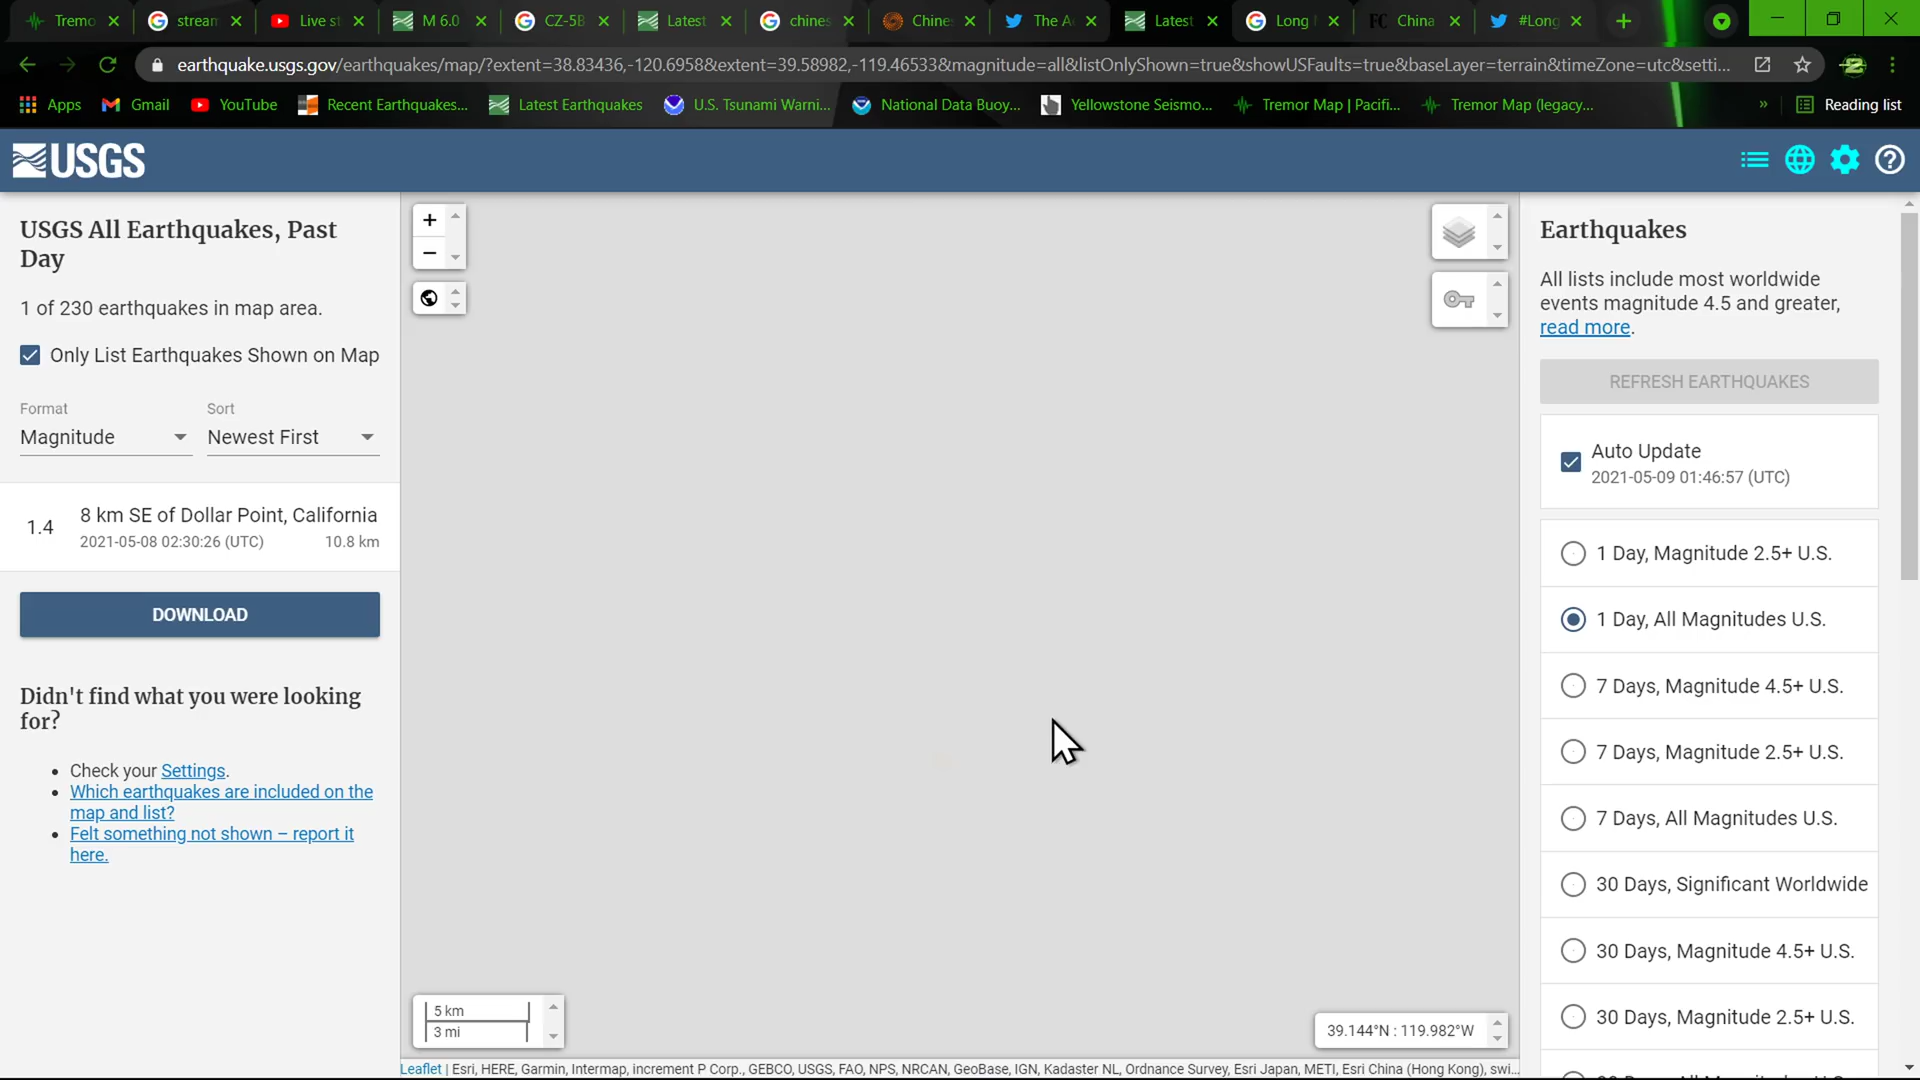 Tremo
stream
Live st
M 6.0
CZ-5B
Latest
chines
Chines
The Ae
Latest
Long
China
#Long
earthquake.usgs.gov/earthquakes/map/?extent=38.83436,-120.6958&extent=39.58982,-119.46533&magnitude=all&listOnlyShown=true&showUSFaults=true&baseLayer=terrain&timeZone=utc&setti...
Apps
Gmail
YouTube
Recent Earthquakes...
Latest Earthquakes
U.S. Tsunami Warni...
National Data Buoy...
Yellowstone Seismo...
Tremor Map | Pacifi...
Tremor Map (legacy...
»
Reading list
USGS
USGS All Earthquakes, Past
Day
1 of 230 earthquakes in map area.
Only List Earthquakes Shown on Map
Format
Sort
Magnitude
Newest First
1.4
8 km SE of Dollar Point, California
2021-05-08 02:30:26 (UTC)
10.8 km
DOWNLOAD
Didn't find what you were looking
for?
Check your Settings.
Which earthquakes are included on the
map and list?
Felt something not shown – report it
here.
+
−
5 km
3 mi
39.144°N : 119.982°W
Leaflet | Esri, HERE, Garmin, Intermap, increment P Corp., GEBCO, USGS, FAO, NPS, NRCAN, GeoBase, IGN, Kadaster NL, Ordnance Survey, Esri Japan, METI, Esri China (Hong Kong), swi...
Earthquakes
All lists include most worldwide
events magnitude 4.5 and greater,
read more.
REFRESH EARTHQUAKES
Auto Update
2021-05-09 01:46:57 (UTC)
1 Day, Magnitude 2.5+ U.S.
1 Day, All Magnitudes U.S.
7 Days, Magnitude 4.5+ U.S.
7 Days, Magnitude 2.5+ U.S.
7 Days, All Magnitudes U.S.
30 Days, Significant Worldwide
30 Days, Magnitude 4.5+ U.S.
30 Days, Magnitude 2.5+ U.S.